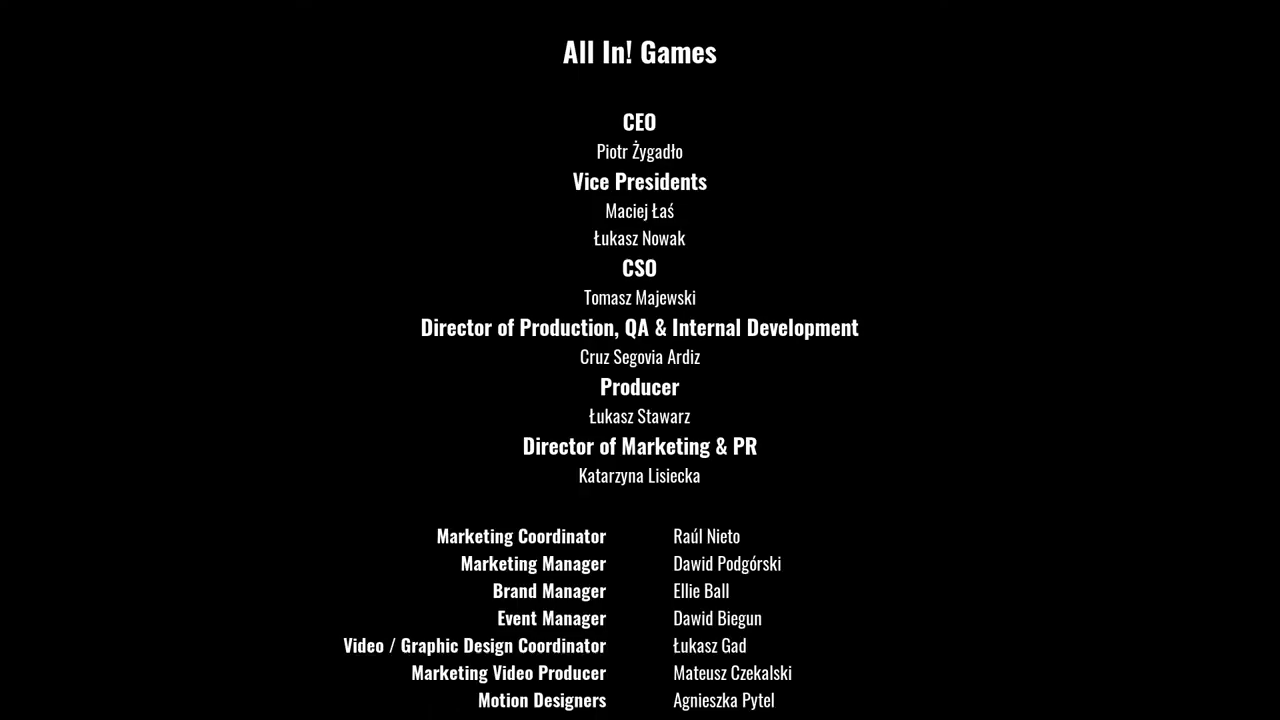 All In! Games
CEO
Piotr Żygadło
Vice Presidents
Maciej Łaś
Łukasz Nowak
CSO
Tomasz Majewski
Director of Production, QA & Internal Development
Cruz Segovia Ardiz
Producer
Łukasz Stawarz
Director of Marketing & PR
Katarzyna Lisiecka
Marketing Coordinator Raúl Nieto
Marketing Manager Dawid Podgórski
Brand Manager Ellie Ball
Event Manager Dawid Biegun
Video / Graphic Design Coordinator Łukasz Gad
Marketing Video Producer Mateusz Czekalski
Motion Designers Agnieszka Pytel